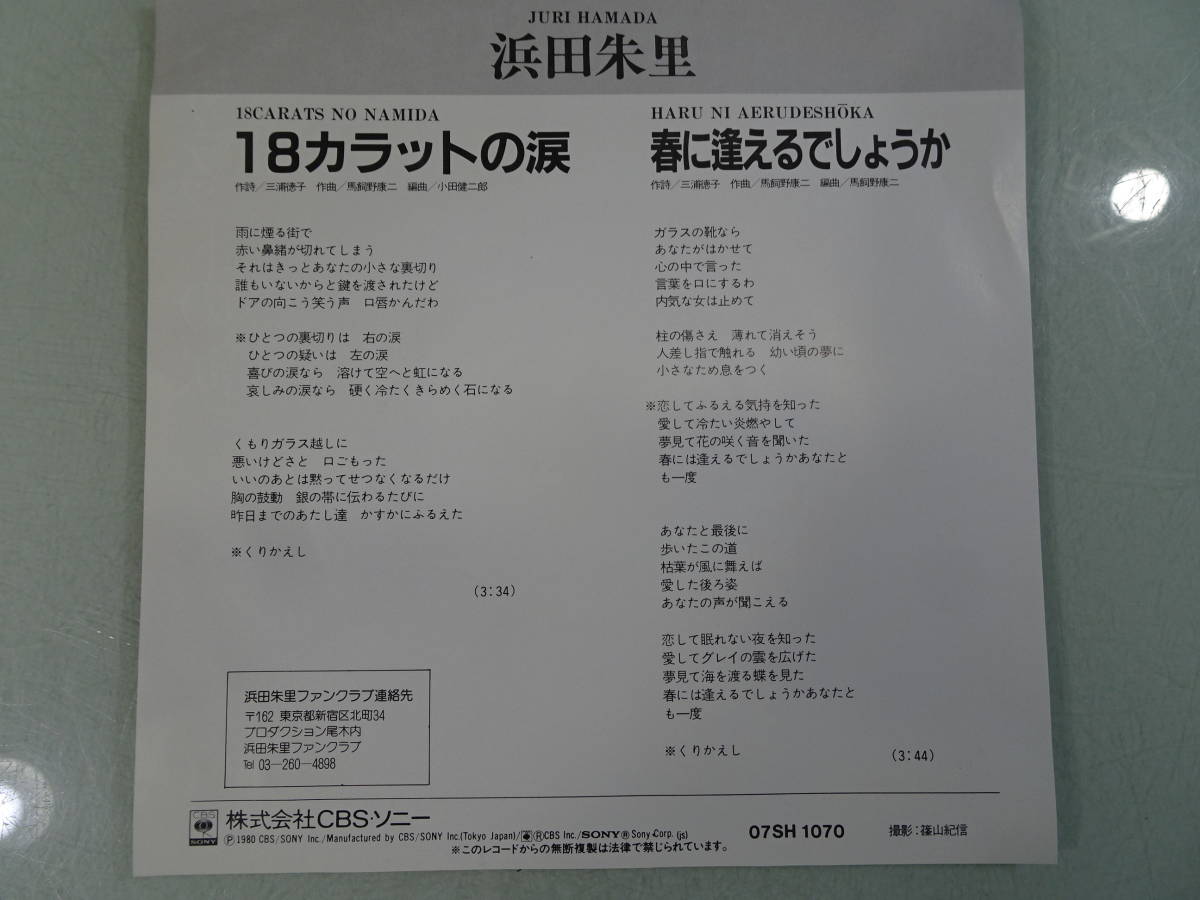 JURI HAMADA
浜田朱里
18CARATS NO NAMIDA
18カラットの涙
作詩／三浦徳子　作曲／馬飼野康二　編曲／小田健二郎
雨に煙る街で
赤い鼻緒が切れてしまう
それはきっとあなたの小さな裏切り
誰もいないからと鍵を渡されたけど
ドアの向こう笑う声　口唇かんだわ
※ひとつの裏切りは　右の涙
ひとつの疑いは　左の涙
喜びの涙なら　溶けて空へと虹になる
哀しみの涙なら　硬く冷たくきらめく石になる
くもりガラス越しに
悪いけどさと　口ごもった
いいのあとは黙ってせつなくなるだけ
胸の鼓動　銀の帯に伝わるたびに
昨日までのあたし達　かすかにふるえた
※くりかえし
(3:34)
HARU NI AERUDESHŌKA
春に逢えるでしょうか
作詩／三浦徳子　作曲／馬飼野康二　編曲／馬飼野康二
ガラスの靴なら
あなたがはかせて
心の中で言った
言葉を口にするわ
内気な女は止めて
柱の傷さえ　薄れて消えそう
人差し指で触れる　幼い頃の夢に
小さなため息をつく
※恋してふるえる気持を知った
愛して冷たい炎燃やして
夢見て花の咲く音を聞いた
春には逢えるでしょうかあなたと
も一度
あなたと最後に
歩いたこの道
枯葉が風に舞えば
愛した後ろ姿
あなたの声が聞こえる
恋して眠れない夜を知った
愛してグレイの雲を広げた
夢見て海を渡る蝶を見た
春には逢えるでしょうかあなたと
も一度
※くりかえし
(3:44)
浜田朱里ファンクラブ連絡先
〒162 東京都新宿区北町34
プロダクション尾木内
浜田朱里ファンクラブ
Tel 03—260—4898
CBS
SONY
株式会社CBS・ソニー
Ⓟ1980 CBS/SONY Inc./Manufactured by CBS/SONY Inc.(Tokyo Japan)/ⓇCBS Inc./SONY® Sony Corp. (js)
※このレコードからの無断複製は法律で禁じられています。
07SH 1070
撮影：篠山紀信